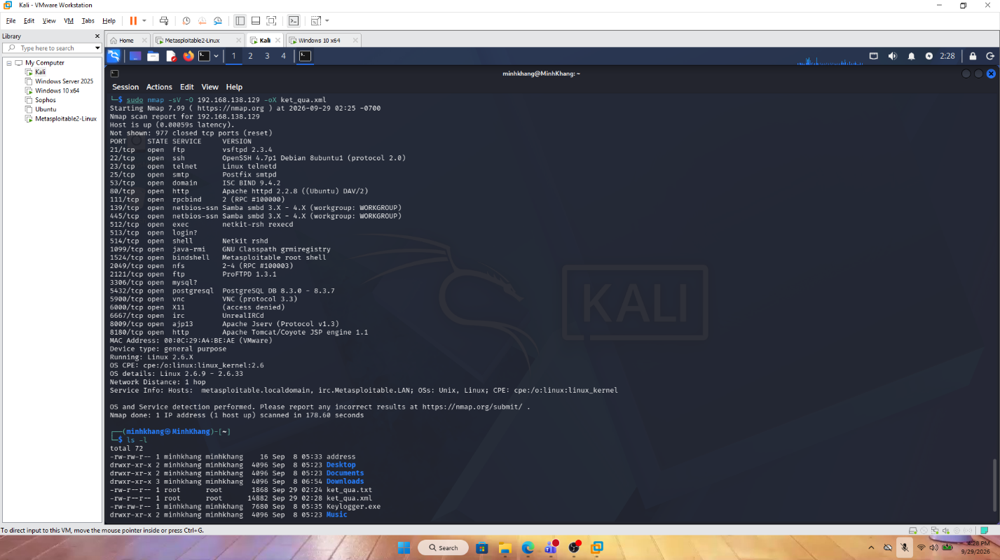 Kali - VMware Workstation
File Edit View VM Tabs Help
Library
Type here to search
My Computer
Kali
Windows Server 2025
Windows 10 x64
Sophos
Ubuntu
Metasploitable2-Linux
Home Metasploitable2-Linux Kali Windows 10 x64
1 2 3 4 2:28
minhkhang@MinhKhang: ~
Session Actions Edit View Help
└─$ sudo nmap -sV -O 192.168.138.129 -oX ket_qua.xml
Starting Nmap 7.99 ( https://nmap.org ) at 2026-09-29 02:25 -0700
Nmap scan report for 192.168.138.129
Host is up (0.00059s latency).
Not shown: 977 closed tcp ports (reset)
PORT STATE SERVICE VERSION
21/tcp open ftp vsftpd 2.3.4
22/tcp open ssh OpenSSH 4.7p1 Debian 8ubuntu1 (protocol 2.0)
23/tcp open telnet Linux telnetd
25/tcp open smtp Postfix smtpd
53/tcp open domain ISC BIND 9.4.2
80/tcp open http Apache httpd 2.2.8 ((Ubuntu) DAV/2)
111/tcp open rpcbind 2 (RPC #100000)
139/tcp open netbios-ssn Samba smbd 3.X - 4.X (workgroup: WORKGROUP)
445/tcp open netbios-ssn Samba smbd 3.X - 4.X (workgroup: WORKGROUP)
512/tcp open exec netkit-rsh rexecd
513/tcp open login?
514/tcp open shell Netkit rshd
1099/tcp open java-rmi GNU Classpath grmiregistry
1524/tcp open bindshell Metasploitable root shell
2049/tcp open nfs 2-4 (RPC #100003)
2121/tcp open ftp ProFTPD 1.3.1
3306/tcp open mysql?
5432/tcp open postgresql PostgreSQL DB 8.3.0 - 8.3.7
5900/tcp open vnc VNC (protocol 3.3)
6000/tcp open X11 (access denied)
6667/tcp open irc UnrealIRCd
8009/tcp open ajp13 Apache Jserv (Protocol v1.3)
8180/tcp open http Apache Tomcat/Coyote JSP engine 1.1
MAC Address: 00:0C:29:A4:BE:AE (VMware)
Device type: general purpose
Running: Linux 2.6.X
OS CPE: cpe:/o:linux:linux_kernel:2.6
OS details: Linux 2.6.9 - 2.6.33
Network Distance: 1 hop
Service Info: Hosts:  metasploitable.localdomain, irc.Metasploitable.LAN; OSs: Unix, Linux; CPE: cpe:/o:linux:linux_kernel
OS and Service detection performed. Please report any incorrect results at https://nmap.org/submit/ .
Nmap done: 1 IP address (1 host up) scanned in 178.60 seconds
┌──(minhkhang㉿MinhKhang)-[~]
└─$ ls -l
total 72
-rw-rw-r-- 1 minhkhang minhkhang 16 Sep 8 05:33 address
drwxr-xr-x 2 minhkhang minhkhang 4096 Sep 8 05:23 Desktop
drwxr-xr-x 2 minhkhang minhkhang 4096 Sep 8 05:23 Documents
drwxr-xr-x 3 minhkhang minhkhang 4096 Sep 8 06:54 Downloads
-rw-r--r-- 1 root root 1868 Sep 29 02:24 ket_qua.txt
-rw-r--r-- 1 root root 14882 Sep 29 02:28 ket_qua.xml
-rw-rw-r-- 1 minhkhang minhkhang 7680 Sep 8 05:35 Keylogger.exe
drwxr-xr-x 2 minhkhang minhkhang 4096 Sep 8 05:23 Music
KALI
To direct input to this VM, move the mouse pointer inside or press Ctrl+G.
Search
4:28 PM
9/29/2026